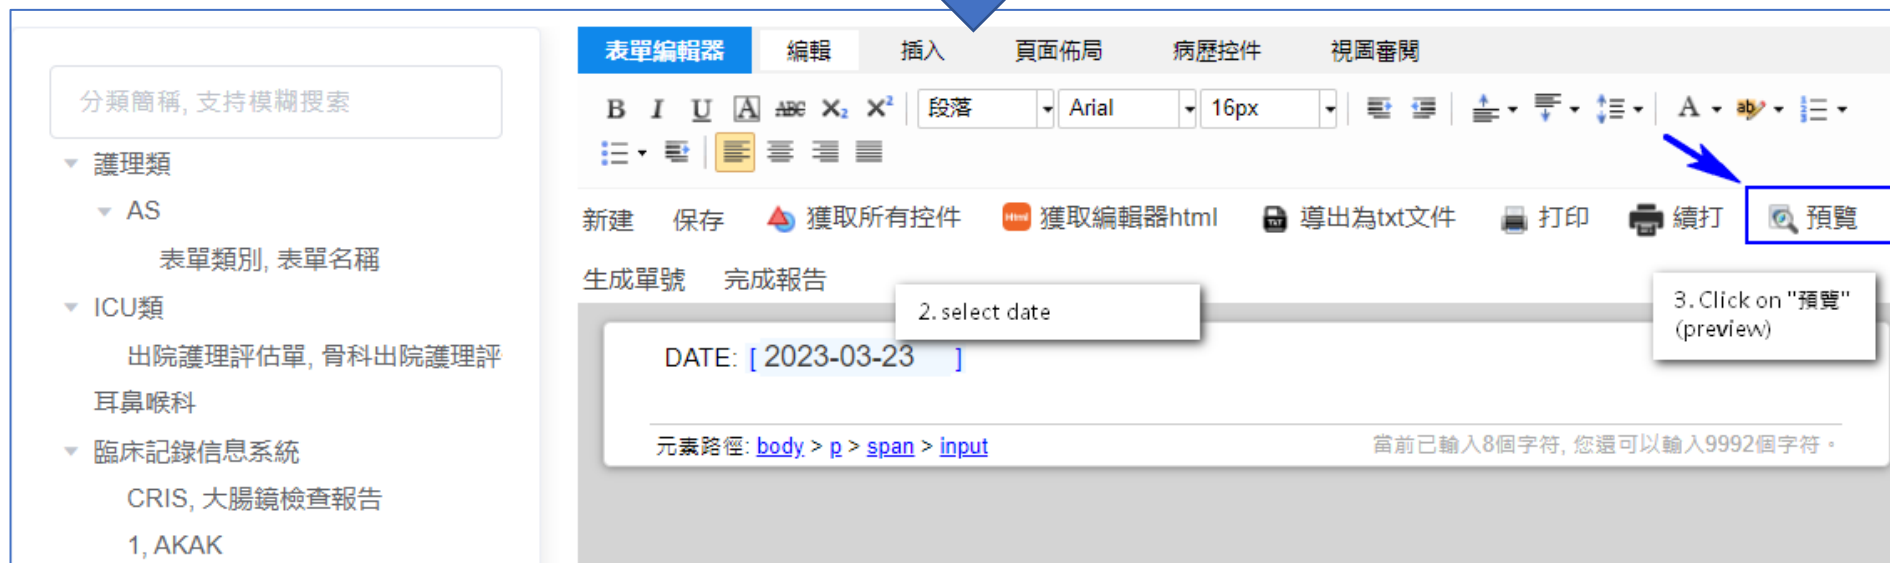 分類簡稱, 支持模糊搜索
護理類
AS
表單類別, 表單名稱
ICU類
出院護理評估單, 骨科出院護理評
耳鼻喉科
臨床記錄信息系統
CRIS, 大腸鏡檢查報告
1, AKAK
表單編輯器 編輯 插入 頁面佈局 病歷控件 視圖審閱
B I U A ABC X₂ X² 段落 Arial 16px A ab
新建 保存 獲取所有控件 Html 獲取編輯器html TXT 導出為txt文件 打印 續打 預覽
生成單號 完成報告
2. select date
3. Click on "預覽"
(preview)
DATE: [ 2023-03-23 ]
元素路徑: body > p > span > input 當前已輸入8個字符, 您還可以輸入9992個字符。